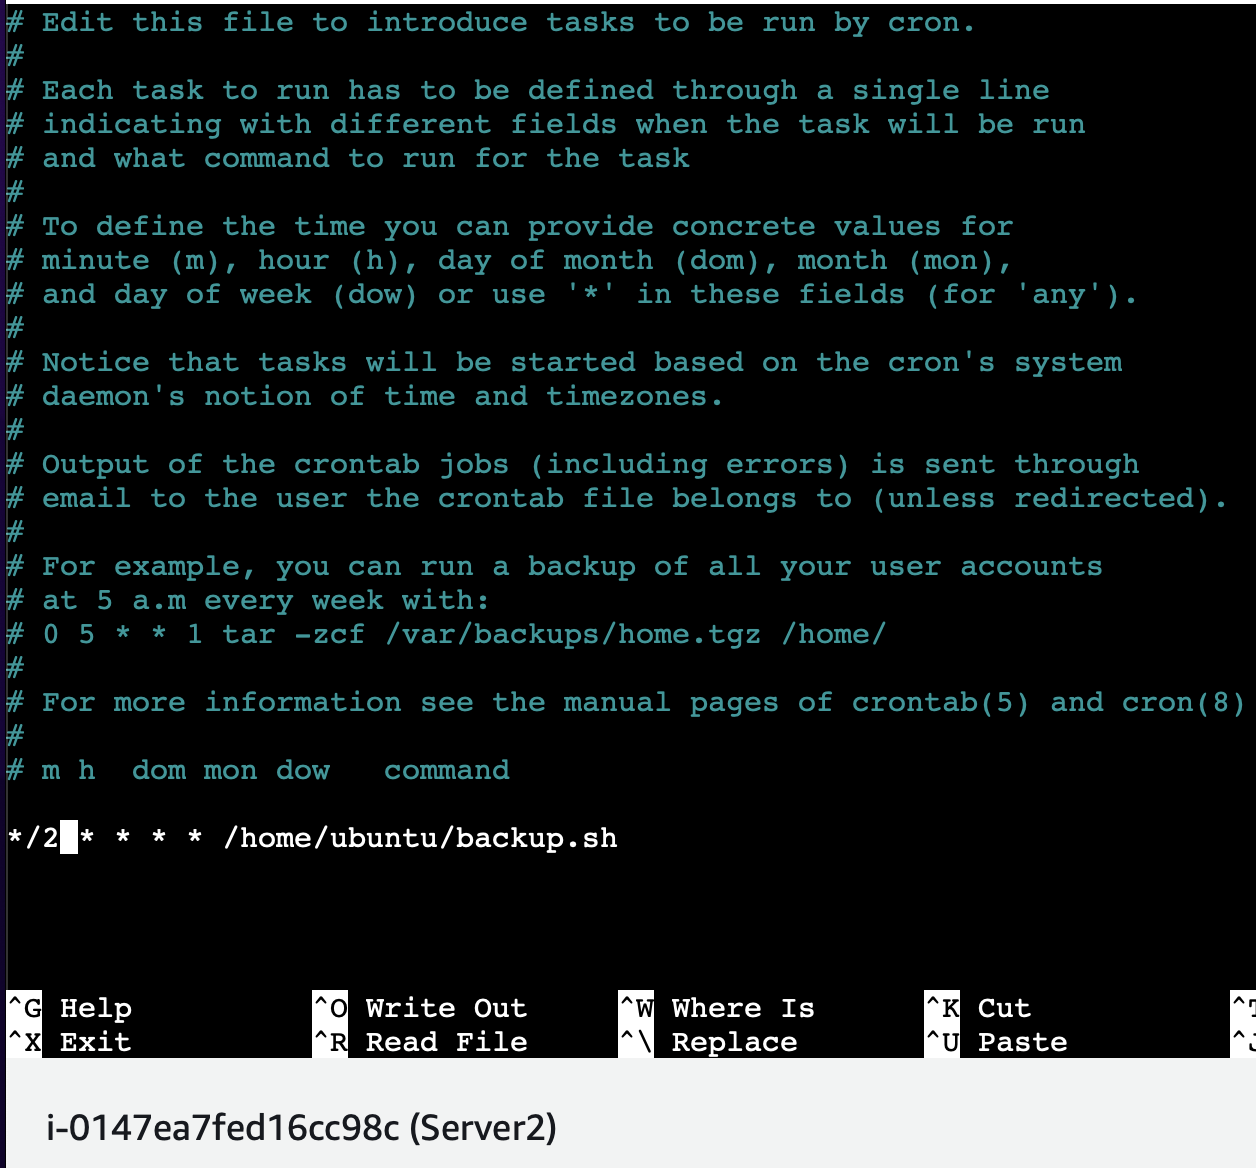 # Edit this file to introduce tasks to be run by cron.
#
# Each task to run has to be defined through a single line
# indicating with different fields when the task will be run
# and what command to run for the task
#
# To define the time you can provide concrete values for
# minute (m), hour (h), day of month (dom), month (mon),
# and day of week (dow) or use '*' in these fields (for 'any').
#
# Notice that tasks will be started based on the cron's system
# daemon's notion of time and timezones.
#
# Output of the crontab jobs (including errors) is sent through
# email to the user the crontab file belongs to (unless redirected).
#
# For example, you can run a backup of all your user accounts
# at 5 a.m every week with:
# 0 5 * * 1 tar -zcf /var/backups/home.tgz /home/
#
# For more information see the manual pages of crontab(5) and cron(8)
#
# m h  dom mon dow   command
*/2 * * * * /home/ubuntu/backup.sh
^G Help ^O Write Out ^W Where Is ^K Cut
^X Exit ^R Read File ^\ Replace ^U Paste
i-0147ea7fed16cc98c (Server2)